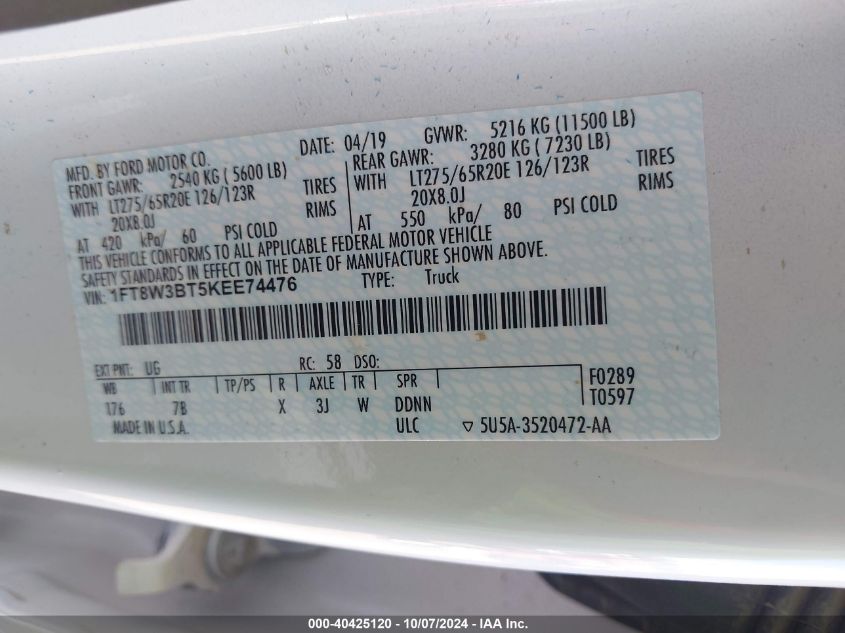 MFD. BY FORD MOTOR CO. DATE: 04/19 GVWR: 5216 KG (11500 LB)
FRONT GAWR: 2540 KG ( 5600 LB) REAR GAWR: 3280 KG ( 7230 LB)
WITH LT275/65R20E 126/123R TIRES WITH LT275/65R20E 126/123R TIRES
20X8.0J RIMS 20X8.0J RIMS
AT 420 kPa/ 60 PSI COLD AT 550 kPa/ 80 PSI COLD
THIS VEHICLE CONFORMS TO ALL APPLICABLE FEDERAL MOTOR VEHICLE
SAFETY STANDARDS IN EFFECT ON THE DATE OF MANUFACTURE SHOWN ABOVE.
VIN: 1FT8W3BT5KEE74476 TYPE: Truck
EXT PNT: UG RC: 58 DSO:
WB INT TR TP/PS R AXLE TR SPR F0289
176 7B X 3J W DDNN T0597
MADE IN U.S.A. ULC ▽ 5U5A-3520472-AA
000-40425120 - 10/07/2024 - IAA Inc.